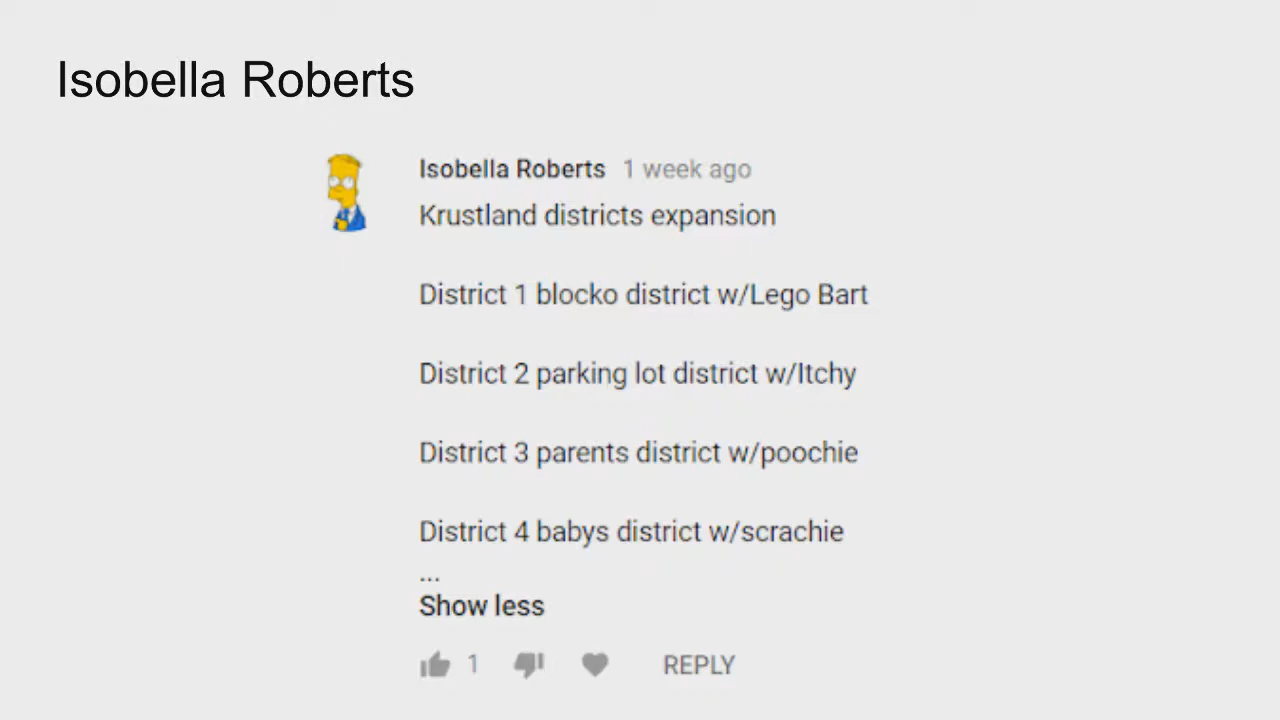 Isobella Roberts
Isobella Roberts 1 week ago
Krustland districts expansion
District 1 blocko district w/Lego Bart
District 2 parking lot district w/Itchy
District 3 parents district w/poochie
District 4 babys district w/scrachie
...
Show less
1 REPLY